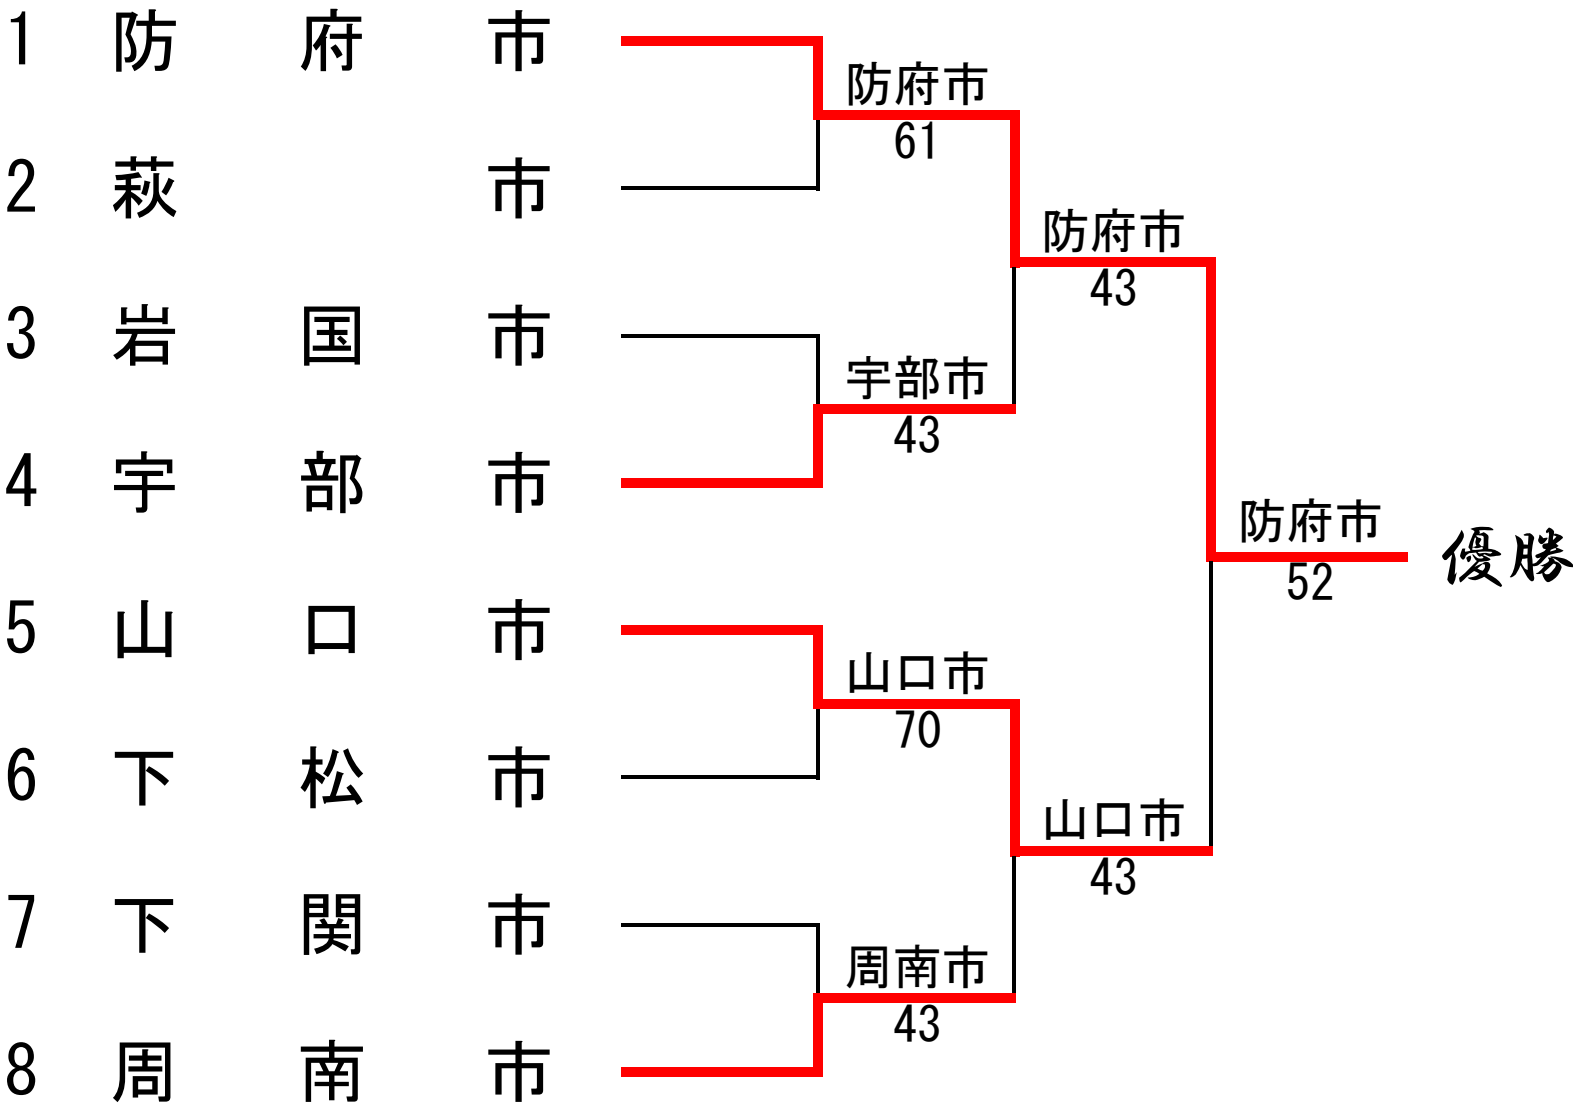 1 防府市
防府市
61
2 萩市
防府市
43
3 岩国市
宇部市
43
4 宇部市
防府市
52
優勝
5 山口市
山口市
70
6 下松市
山口市
43
7 下関市
周南市
43
8 周南市